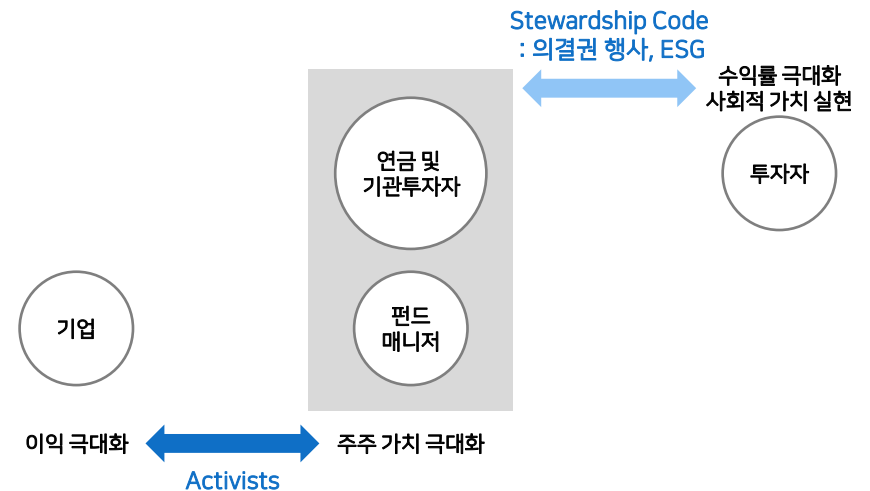 Stewardship Code
: 의결권 행사, ESG
수익률 극대화
사회적 가치 실현
연금 및
기관투자자
투자자
기업
펀드
매니저
이익 극대화
주주 가치 극대화
Activists